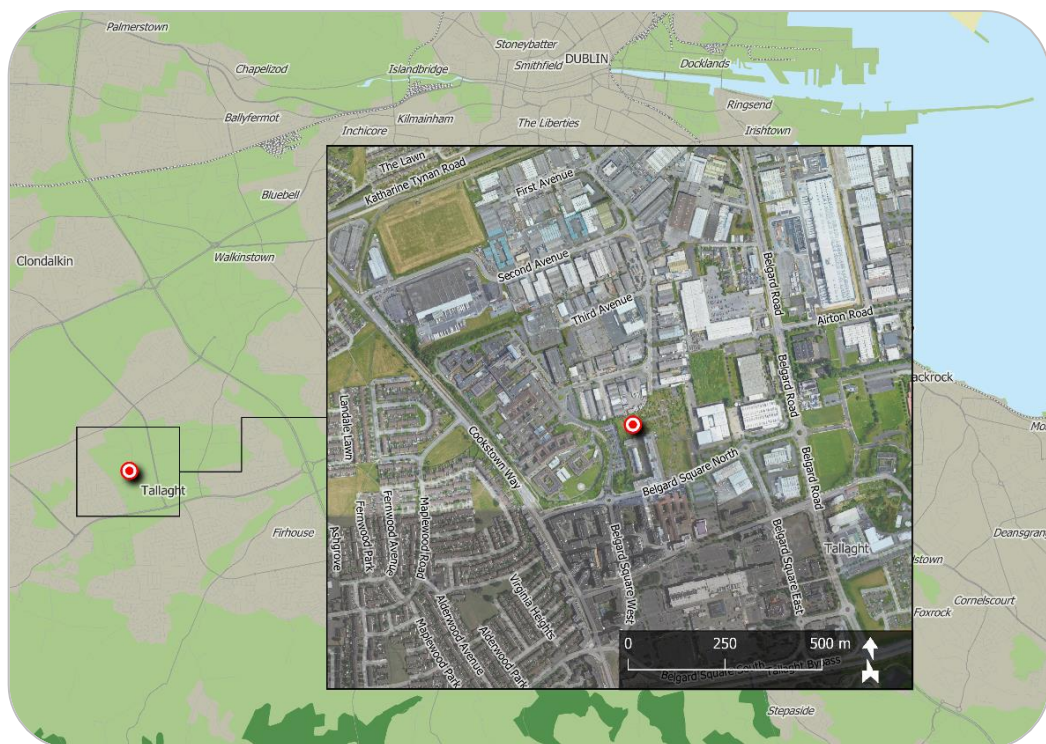 Palmerstown
Stoneybatter
DUBLIN
Smithfield
Docklands
Chapelizod
Islandbridge
Ballyfermot
Kilmainham
Inchicore
The Liberties
Ringsend
Irishtown
Bluebell
Clondalkin
Walkinstown
Tallaght
Firhouse
The Lawn
Katharine Tynan Road
First Avenue
Second Avenue
Third Avenue
Belgard Road
Airton Road
Belgard Road
Landale Lawn
Cookstown Way
Belgard Square North
Belgard Road
Fernwood Avenue
Maplewood Road
Fernwood Park
Belgard Square West
Belgard Square East
Tallaght
Virginia Heights
Alderwood Avenue
Alderwood Park
Maplewood Park
0 250 500 m
Belgard Square South
Tallaght Bypass
ackrock
Deansgrang
Cornelscourt
Foxrock
Stepaside